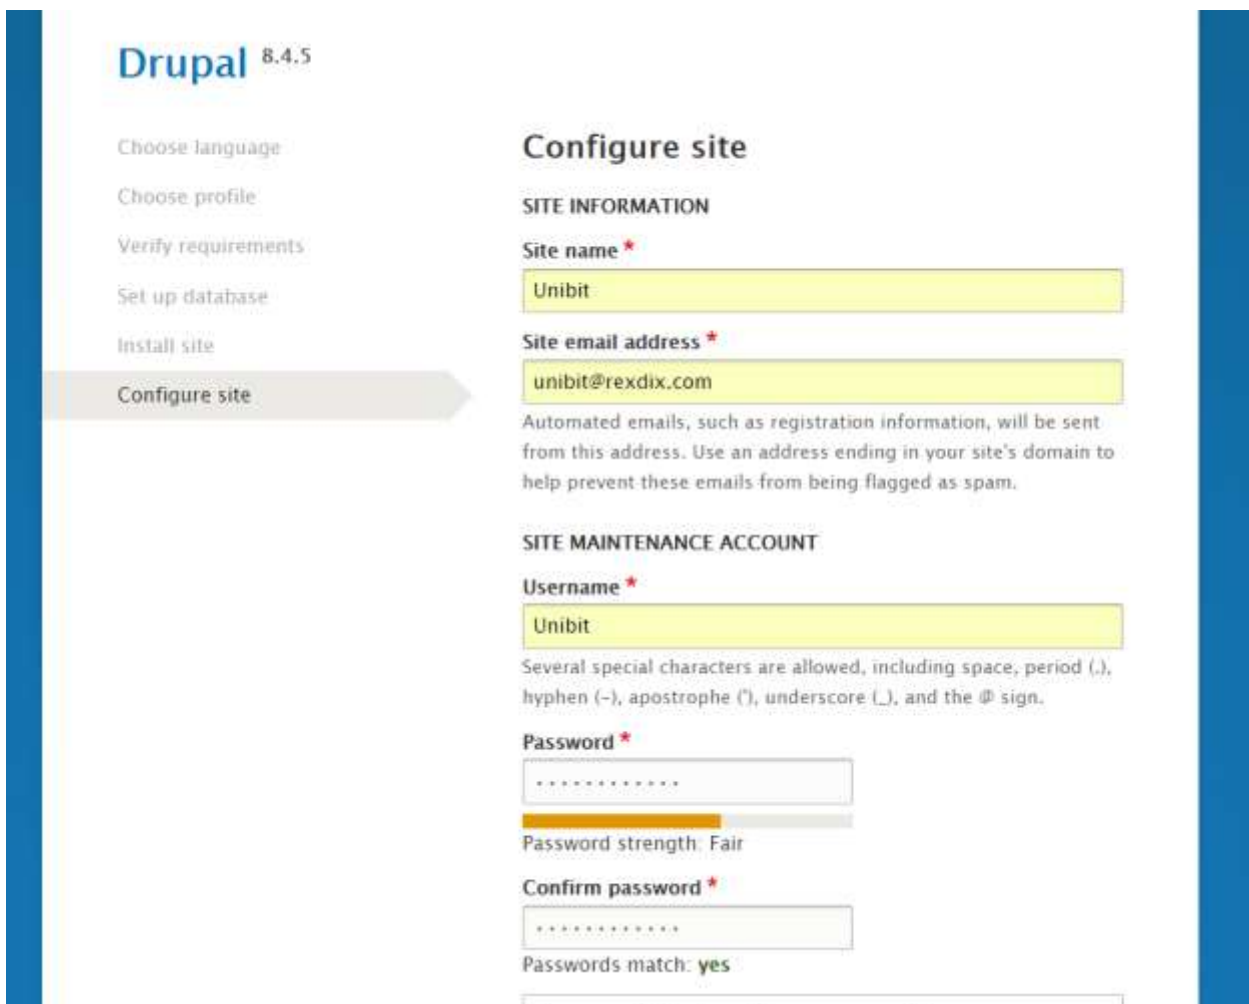 Drupal 8.4.5
Choose language
Choose profile
Verify requirements
Set up database
Install site
Configure site
Configure site
SITE INFORMATION
Site name *
Unibit
Site email address *
unibit@rexdix.com
Automated emails, such as registration information, will be sent
from this address. Use an address ending in your site's domain to
help prevent these emails from being flagged as spam.
SITE MAINTENANCE ACCOUNT
Username *
Unibit
Several special characters are allowed, including space, period (.),
hyphen (-), apostrophe ('), underscore (_), and the @ sign.
Password *
············
Password strength: Fair
Confirm password *
············
Passwords match: yes